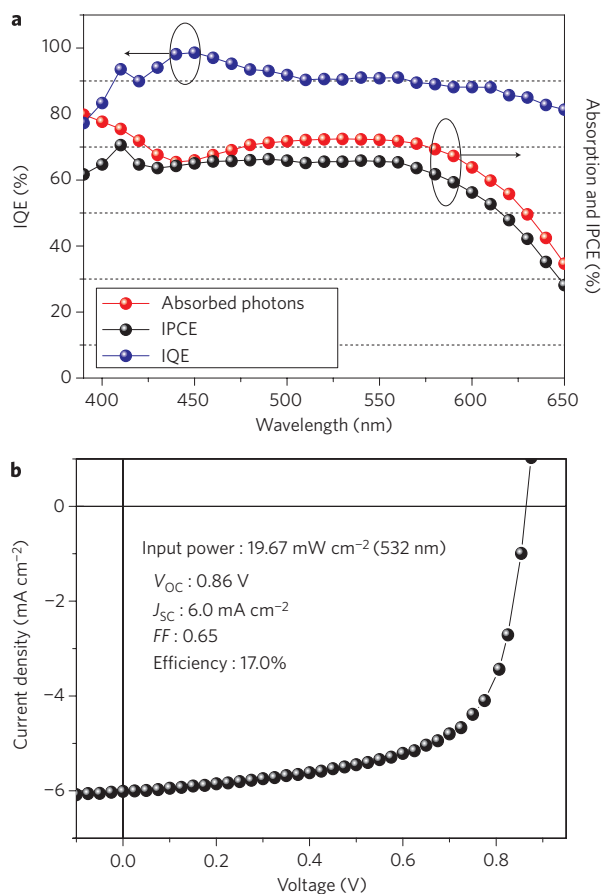 a
110
100
80
60
40
20
0
IQE (%)
Absorption and IPCE (%)
Absorbed photons
IPCE
IQE
400 450 500 550 600 650
Wavelength (nm)
b
0
−2
−4
−6
Current density (mA cm⁻²)
Input power : 19.67 mW cm⁻² (532 nm)
V_OC : 0.86 V
J_SC : 6.0 mA cm⁻²
FF : 0.65
Efficiency : 17.0%
0.0 0.2 0.4 0.6 0.8
Voltage (V)